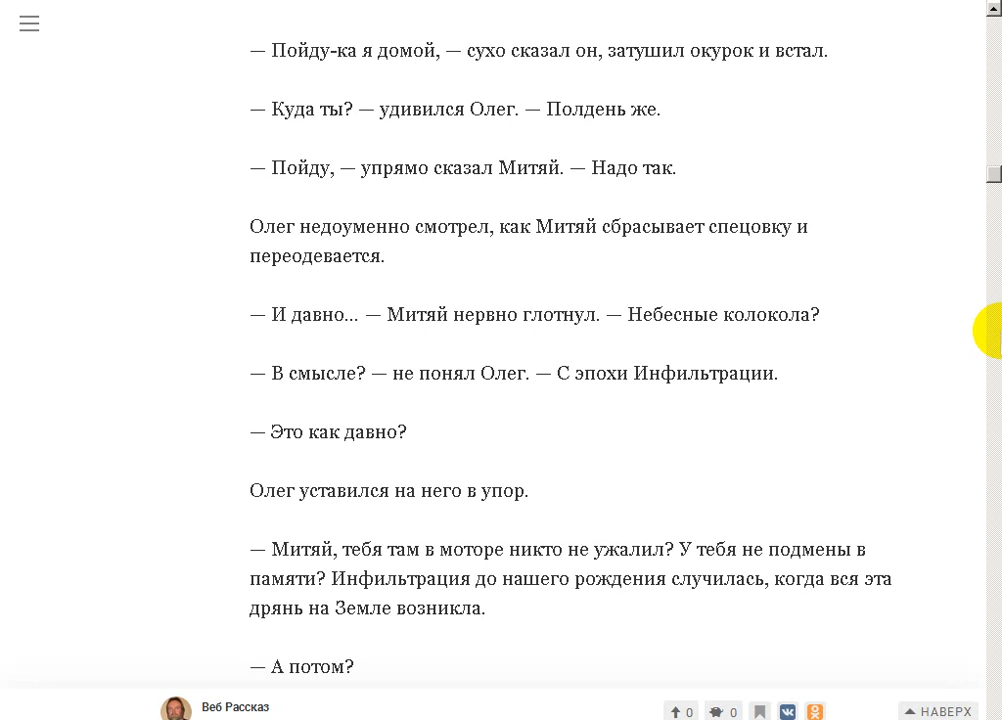 — Пойду-ка я домой, — сухо сказал он, затушил окурок и встал.
— Куда ты? — удивился Олег. — Полдень же.
— Пойду, — упрямо сказал Митяй. — Надо так.
Олег недоуменно смотрел, как Митяй сбрасывает спецовку и
переодевается.
— И давно... — Митяй нервно глотнул. — Небесные колокола?
— В смысле? — не понял Олег. — С эпохи Инфильтрации.
— Это как давно?
Олег уставился на него в упор.
— Митяй, тебя там в моторе никто не ужалил? У тебя не подмены в
памяти? Инфильтрация до нашего рождения случилась, когда вся эта
дрянь на Земле возникла.
— А потом?
Веб Рассказ
0 0 НАВЕРХ